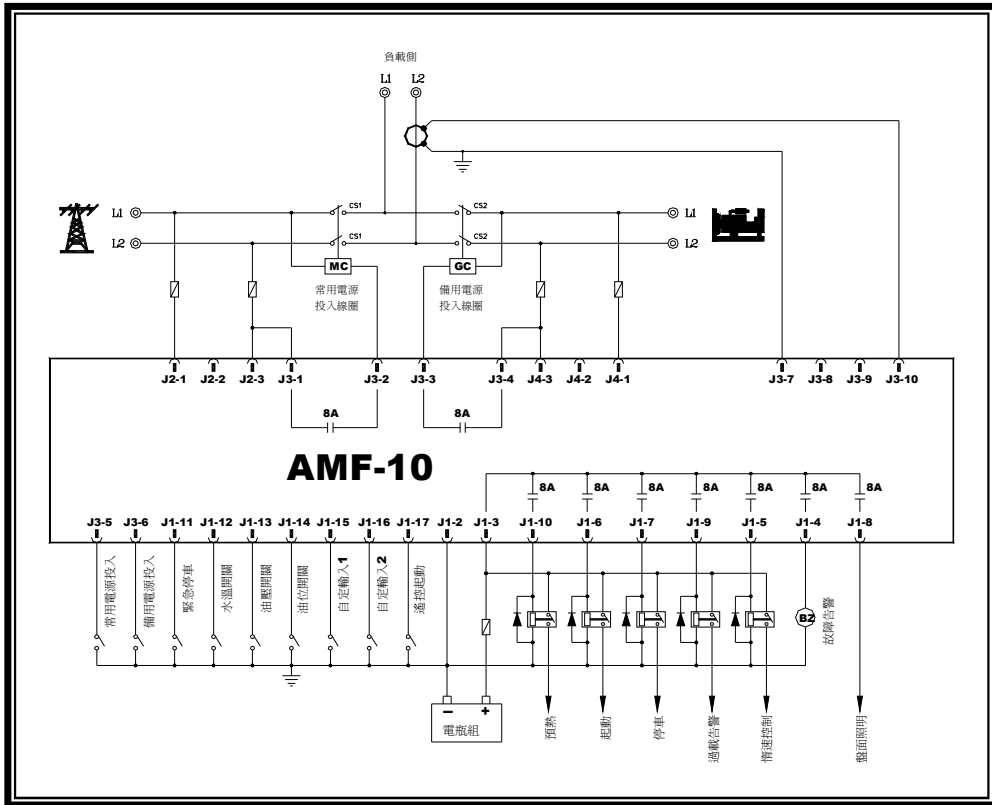 負載側
L1 L2
L1 CS1 CS2 L1
L2 CS1 CS2 L2
MC GC
常用電源
投入線圈
備用電源
投入線圈
J2-1 J2-2 J2-3 J3-1 J3-2 J3-3 J3-4 J4-3 J4-2 J4-1 J3-7 J3-8 J3-9 J3-10
8A 8A
AMF-10
8A 8A 8A 8A 8A 8A 8A
J3-5 J3-6 J1-11 J1-12 J1-13 J1-14 J1-15 J1-16 J1-17 J1-2 J1-3 J1-10 J1-6 J1-7 J1-9 J1-5 J1-4 J1-8
常用電源投入
備用電源投入
緊急停車
水溫開關
油壓開關
油位開關
自定輸入1
自定輸入2
遙控起動
BZ
故障告警
− +
電瓶組
預熱
起動
停車
過載告警
惰速控制
盤面照明